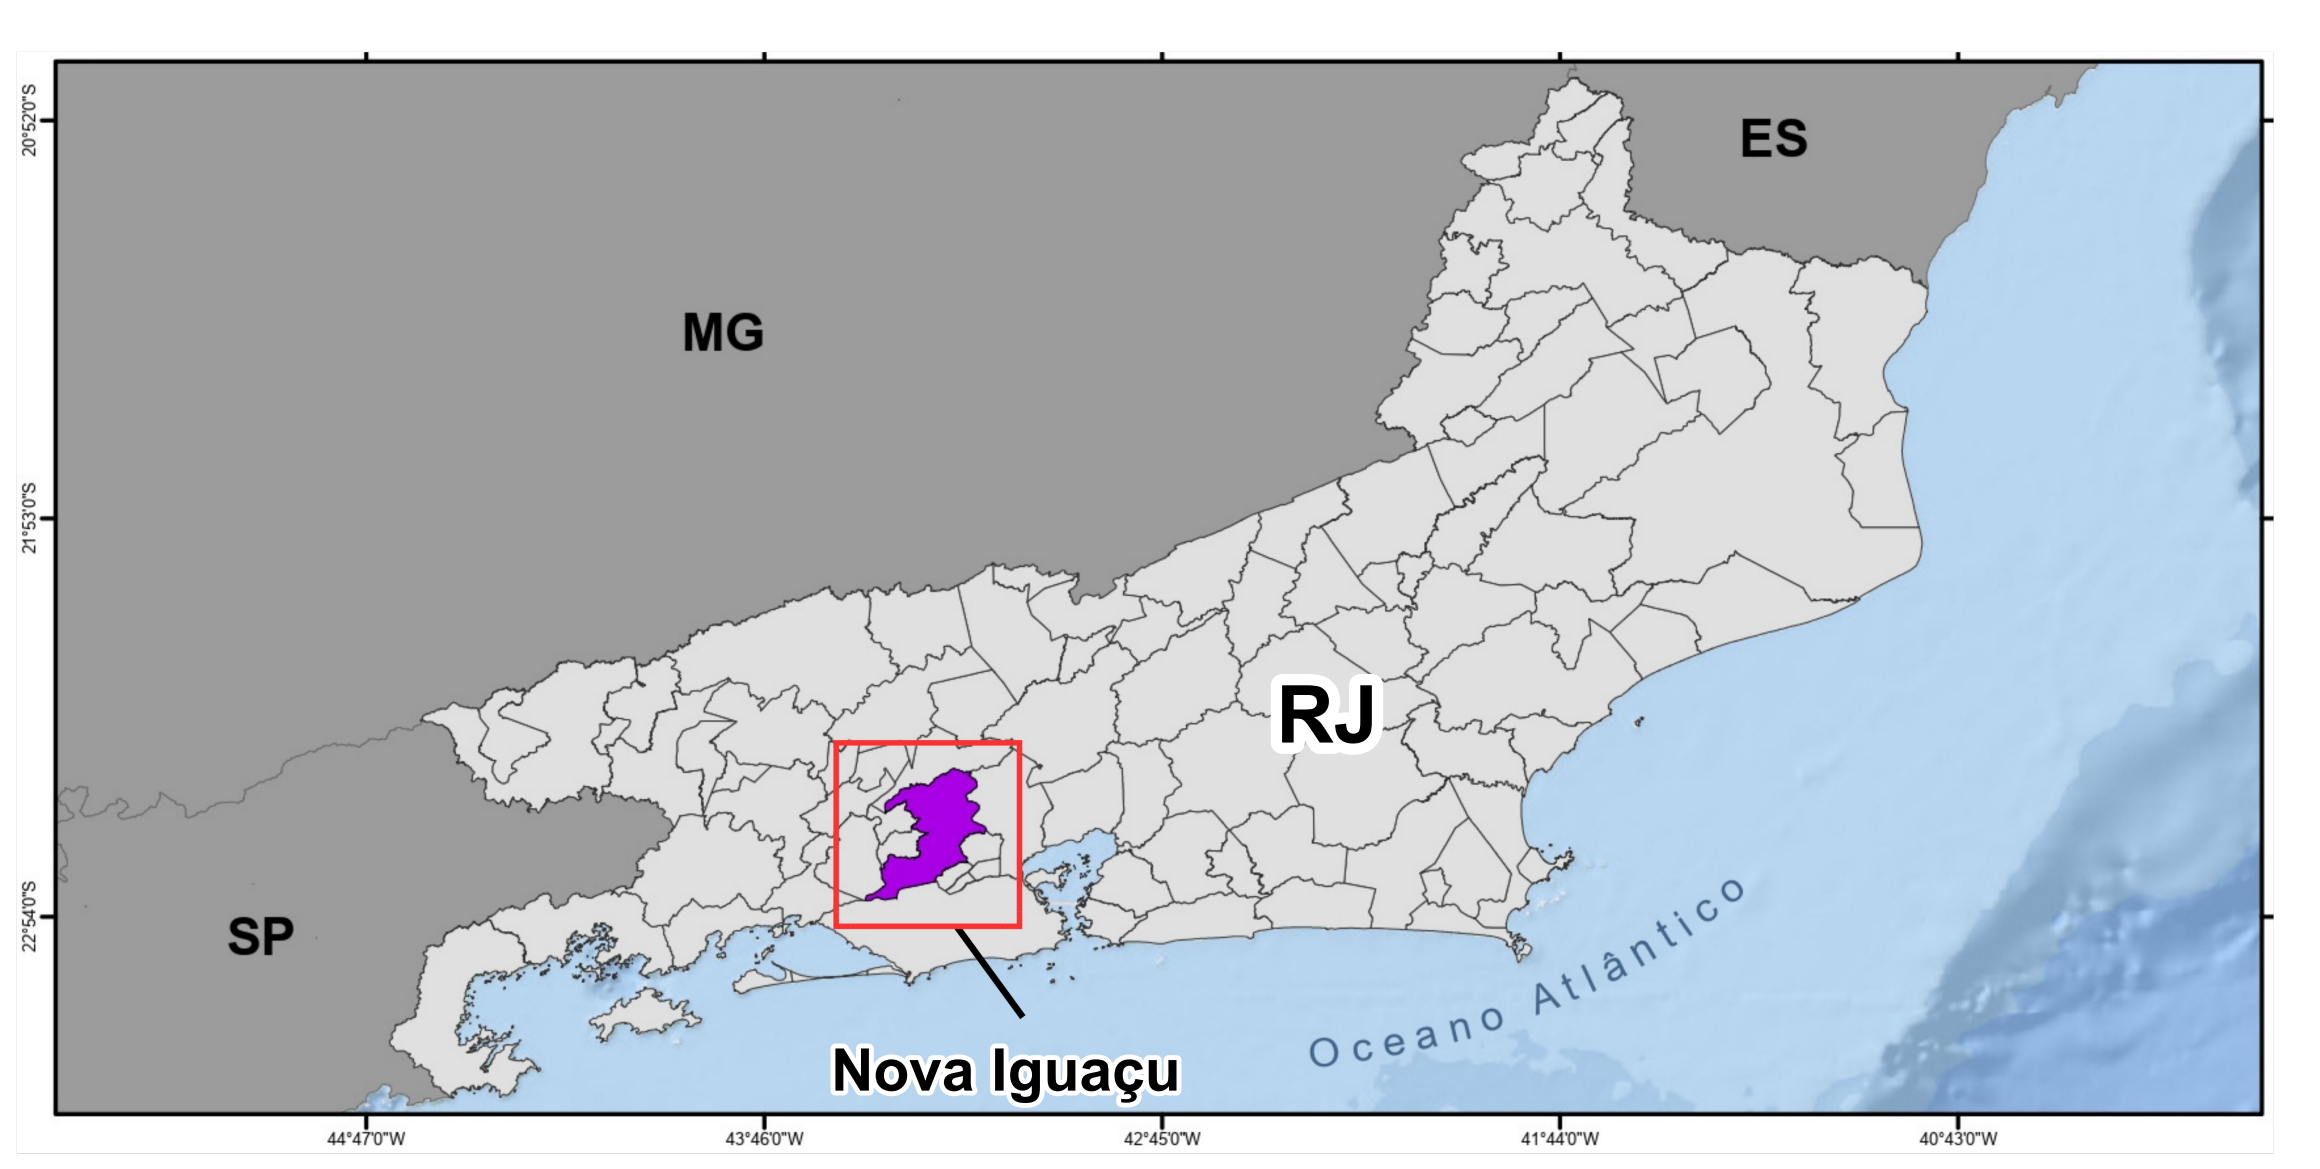 ES
20°52'0"S
MG
21°53'0"S
RJ
SP
22°54'0"S
Oceano Atlântico
Nova Iguaçu
44°47'0"W
43°46'0"W
42°45'0"W
41°44'0"W
40°43'0"W